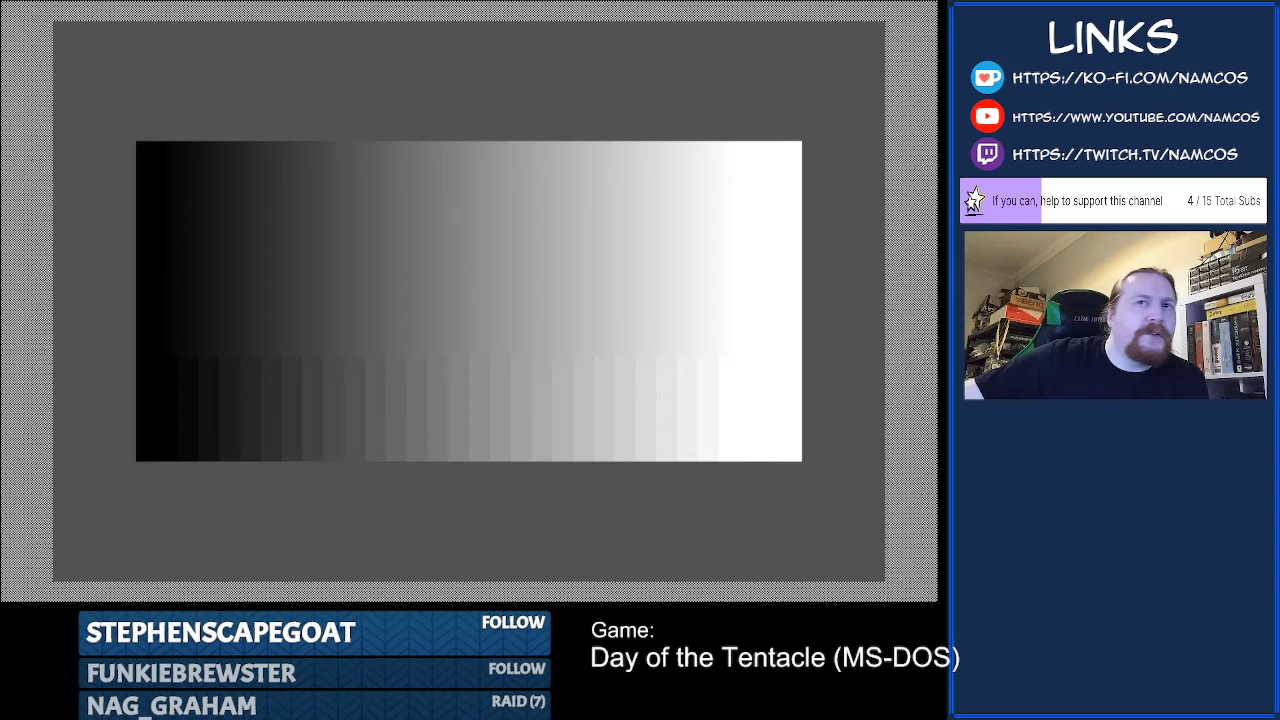 LINKS
HTTPS://KO-FI.COM/NAMCOS
HTTPS://WWW.YOUTUBE.COM/NAMCOS
HTTPS://TWITCH.TV/NAMCOS
If you can, help to support this channel 4 / 15 Total Subs
STEPHENSCAPEGOAT FOLLOW
FUNKIEBREWSTER FOLLOW
NAG_GRAHAM RAID (7)
Game:
Day of the Tentacle (MS-DOS)